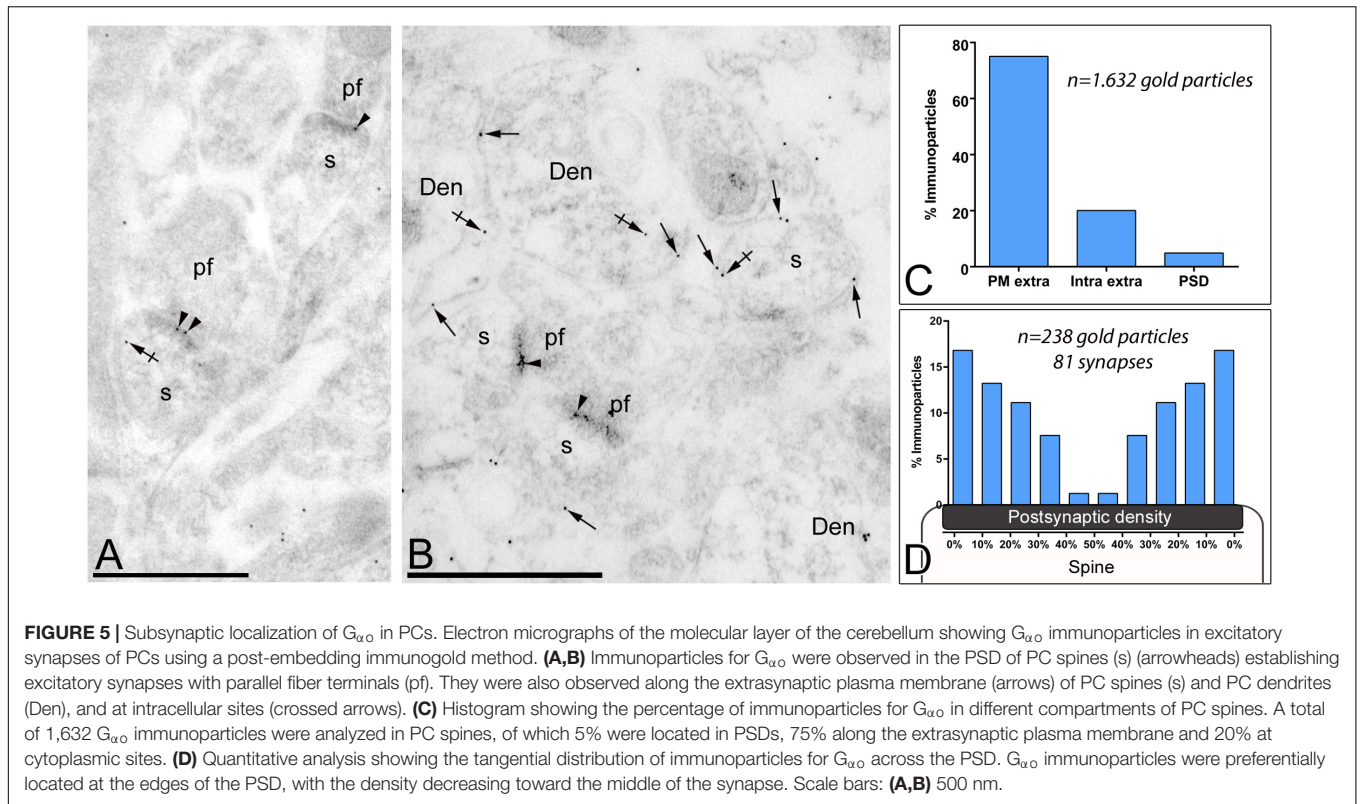 pf
s
pf
s
A
Den
Den
s
s
pf
pf
s
Den
B
80
60
40
20
0
% Immunoparticles
n=1.632 gold particles
PM extra Intra extra PSD
C
20
15
10
5
0
% Immunoparticles
n=238 gold particles
81 synapses
Postsynaptic density
0% 10% 20% 30% 40% 50% 40% 30% 20% 10% 0%
Spine
D
FIGURE 5 | Subsynaptic localization of Gαo in PCs. Electron micrographs of the molecular layer of the cerebellum showing Gαo immunoparticles in excitatory
synapses of PCs using a post-embedding immunogold method. (A,B) Immunoparticles for Gαo were observed in the PSD of PC spines (s) (arrowheads) establishing
excitatory synapses with parallel fiber terminals (pf). They were also observed along the extrasynaptic plasma membrane (arrows) of PC spines (s) and PC dendrites
(Den), and at intracellular sites (crossed arrows). (C) Histogram showing the percentage of immunoparticles for Gαo in different compartments of PC spines. A total
of 1,632 Gαo immunoparticles were analyzed in PC spines, of which 5% were located in PSDs, 75% along the extrasynaptic plasma membrane and 20% at
cytoplasmic sites. (D) Quantitative analysis showing the tangential distribution of immunoparticles for Gαo across the PSD. Gαo immunoparticles were preferentially
located at the edges of the PSD, with the density decreasing toward the middle of the synapse. Scale bars: (A,B) 500 nm.